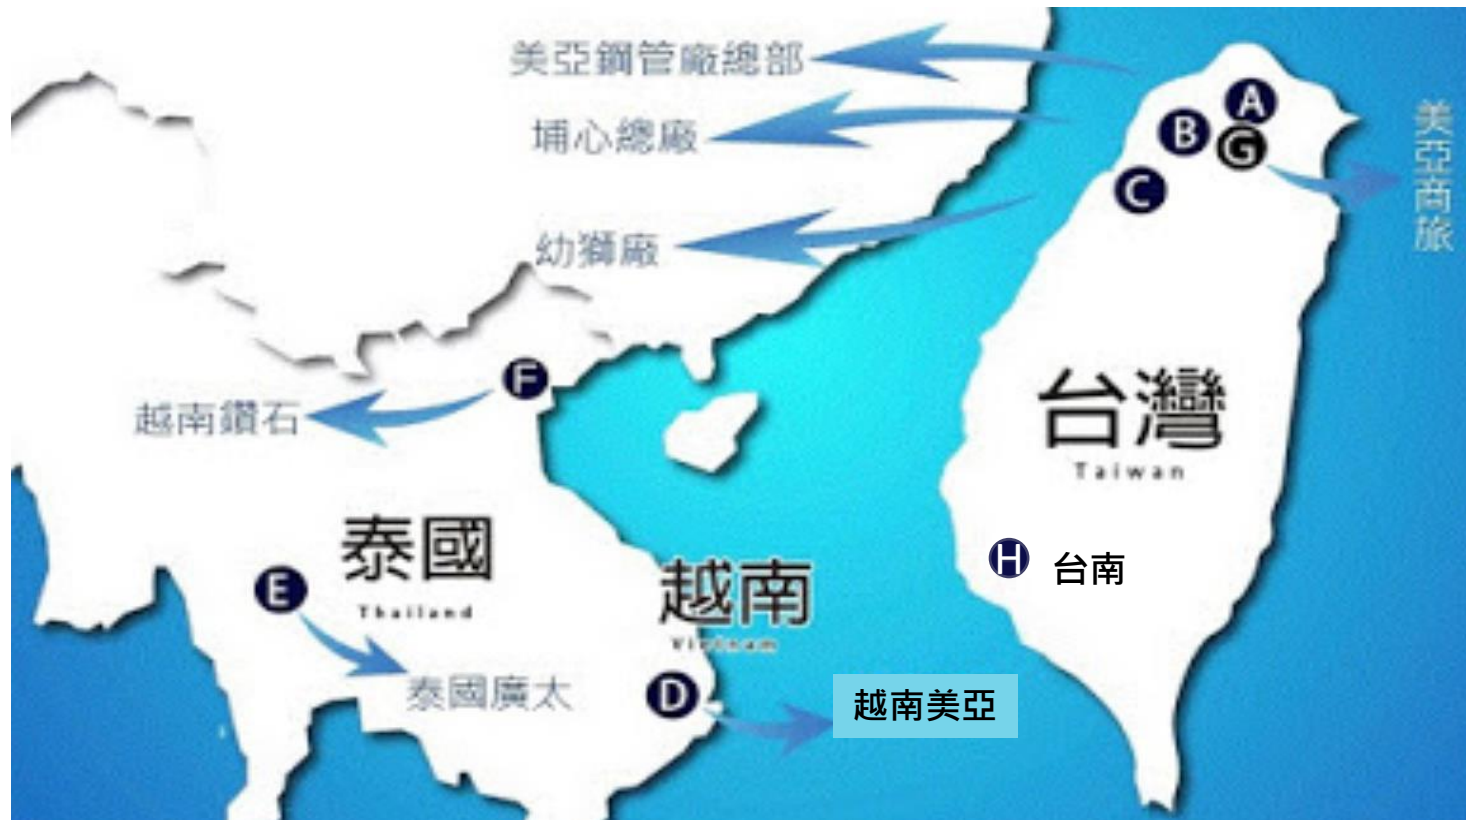 美亞鋼管廠總部
埔心總廠
幼獅廠
A
B
G
C
美亞商旅
F
越南鑽石
台灣
Taiwan
泰國
Thailand
E
泰國廣太
越南
Vietnam
D
越南美亞
H
台南